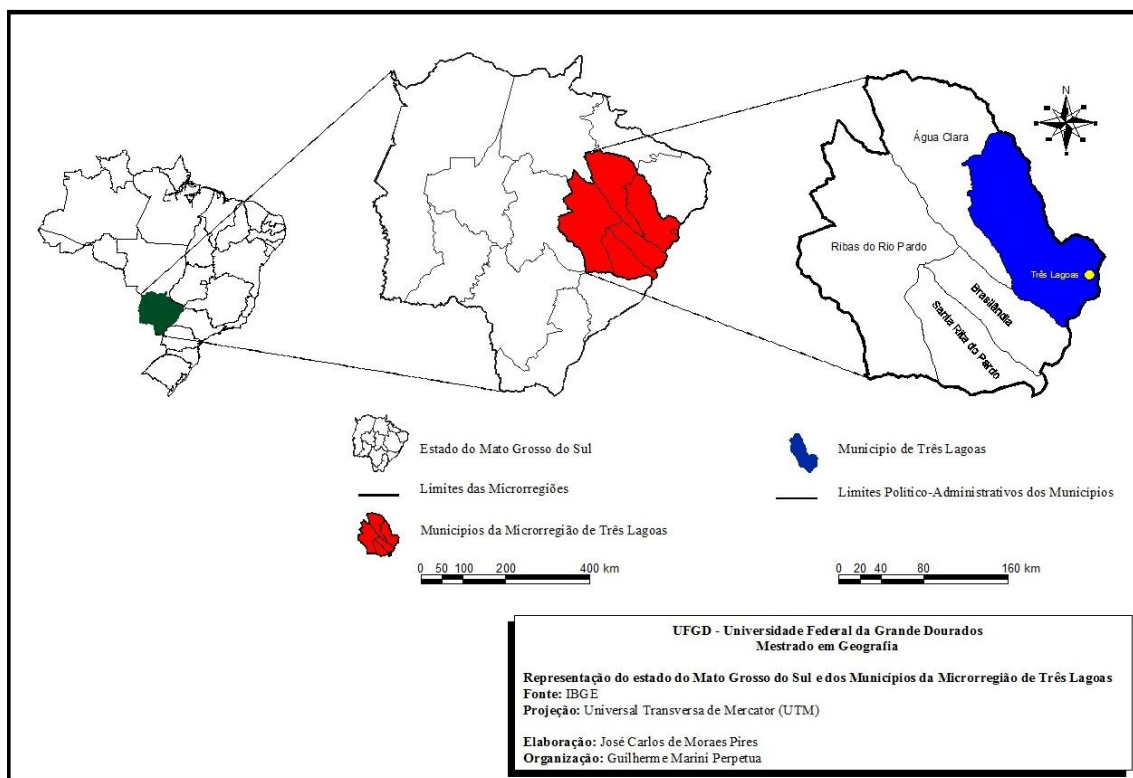 N
Água Clara
Ribas do Rio Pardo
Três Lagoas
Brasilândia
Santa Rita do Pardo
Estado do Mato Grosso do Sul
Limites das Microrregiões
Municipios da Microrregião de Três Lagoas
0 50 100 200 400 km
Municipio de Três Lagoas
Limites Politico-Administrativos dos Municipios
0 20 40 80 160 km
UFGD - Universidade Federal da Grande Dourados
Mestrado em Geografia
Representação do estado do Mato Grosso do Sul e dos Municípios da Microrregião de Três Lagoas
Fonte: IBGE
Projeção: Universal Transversa de Mercator (UTM)
Elaboração: José Carlos de Moraes Pires
Organização: Guilherme Marini Perpetua